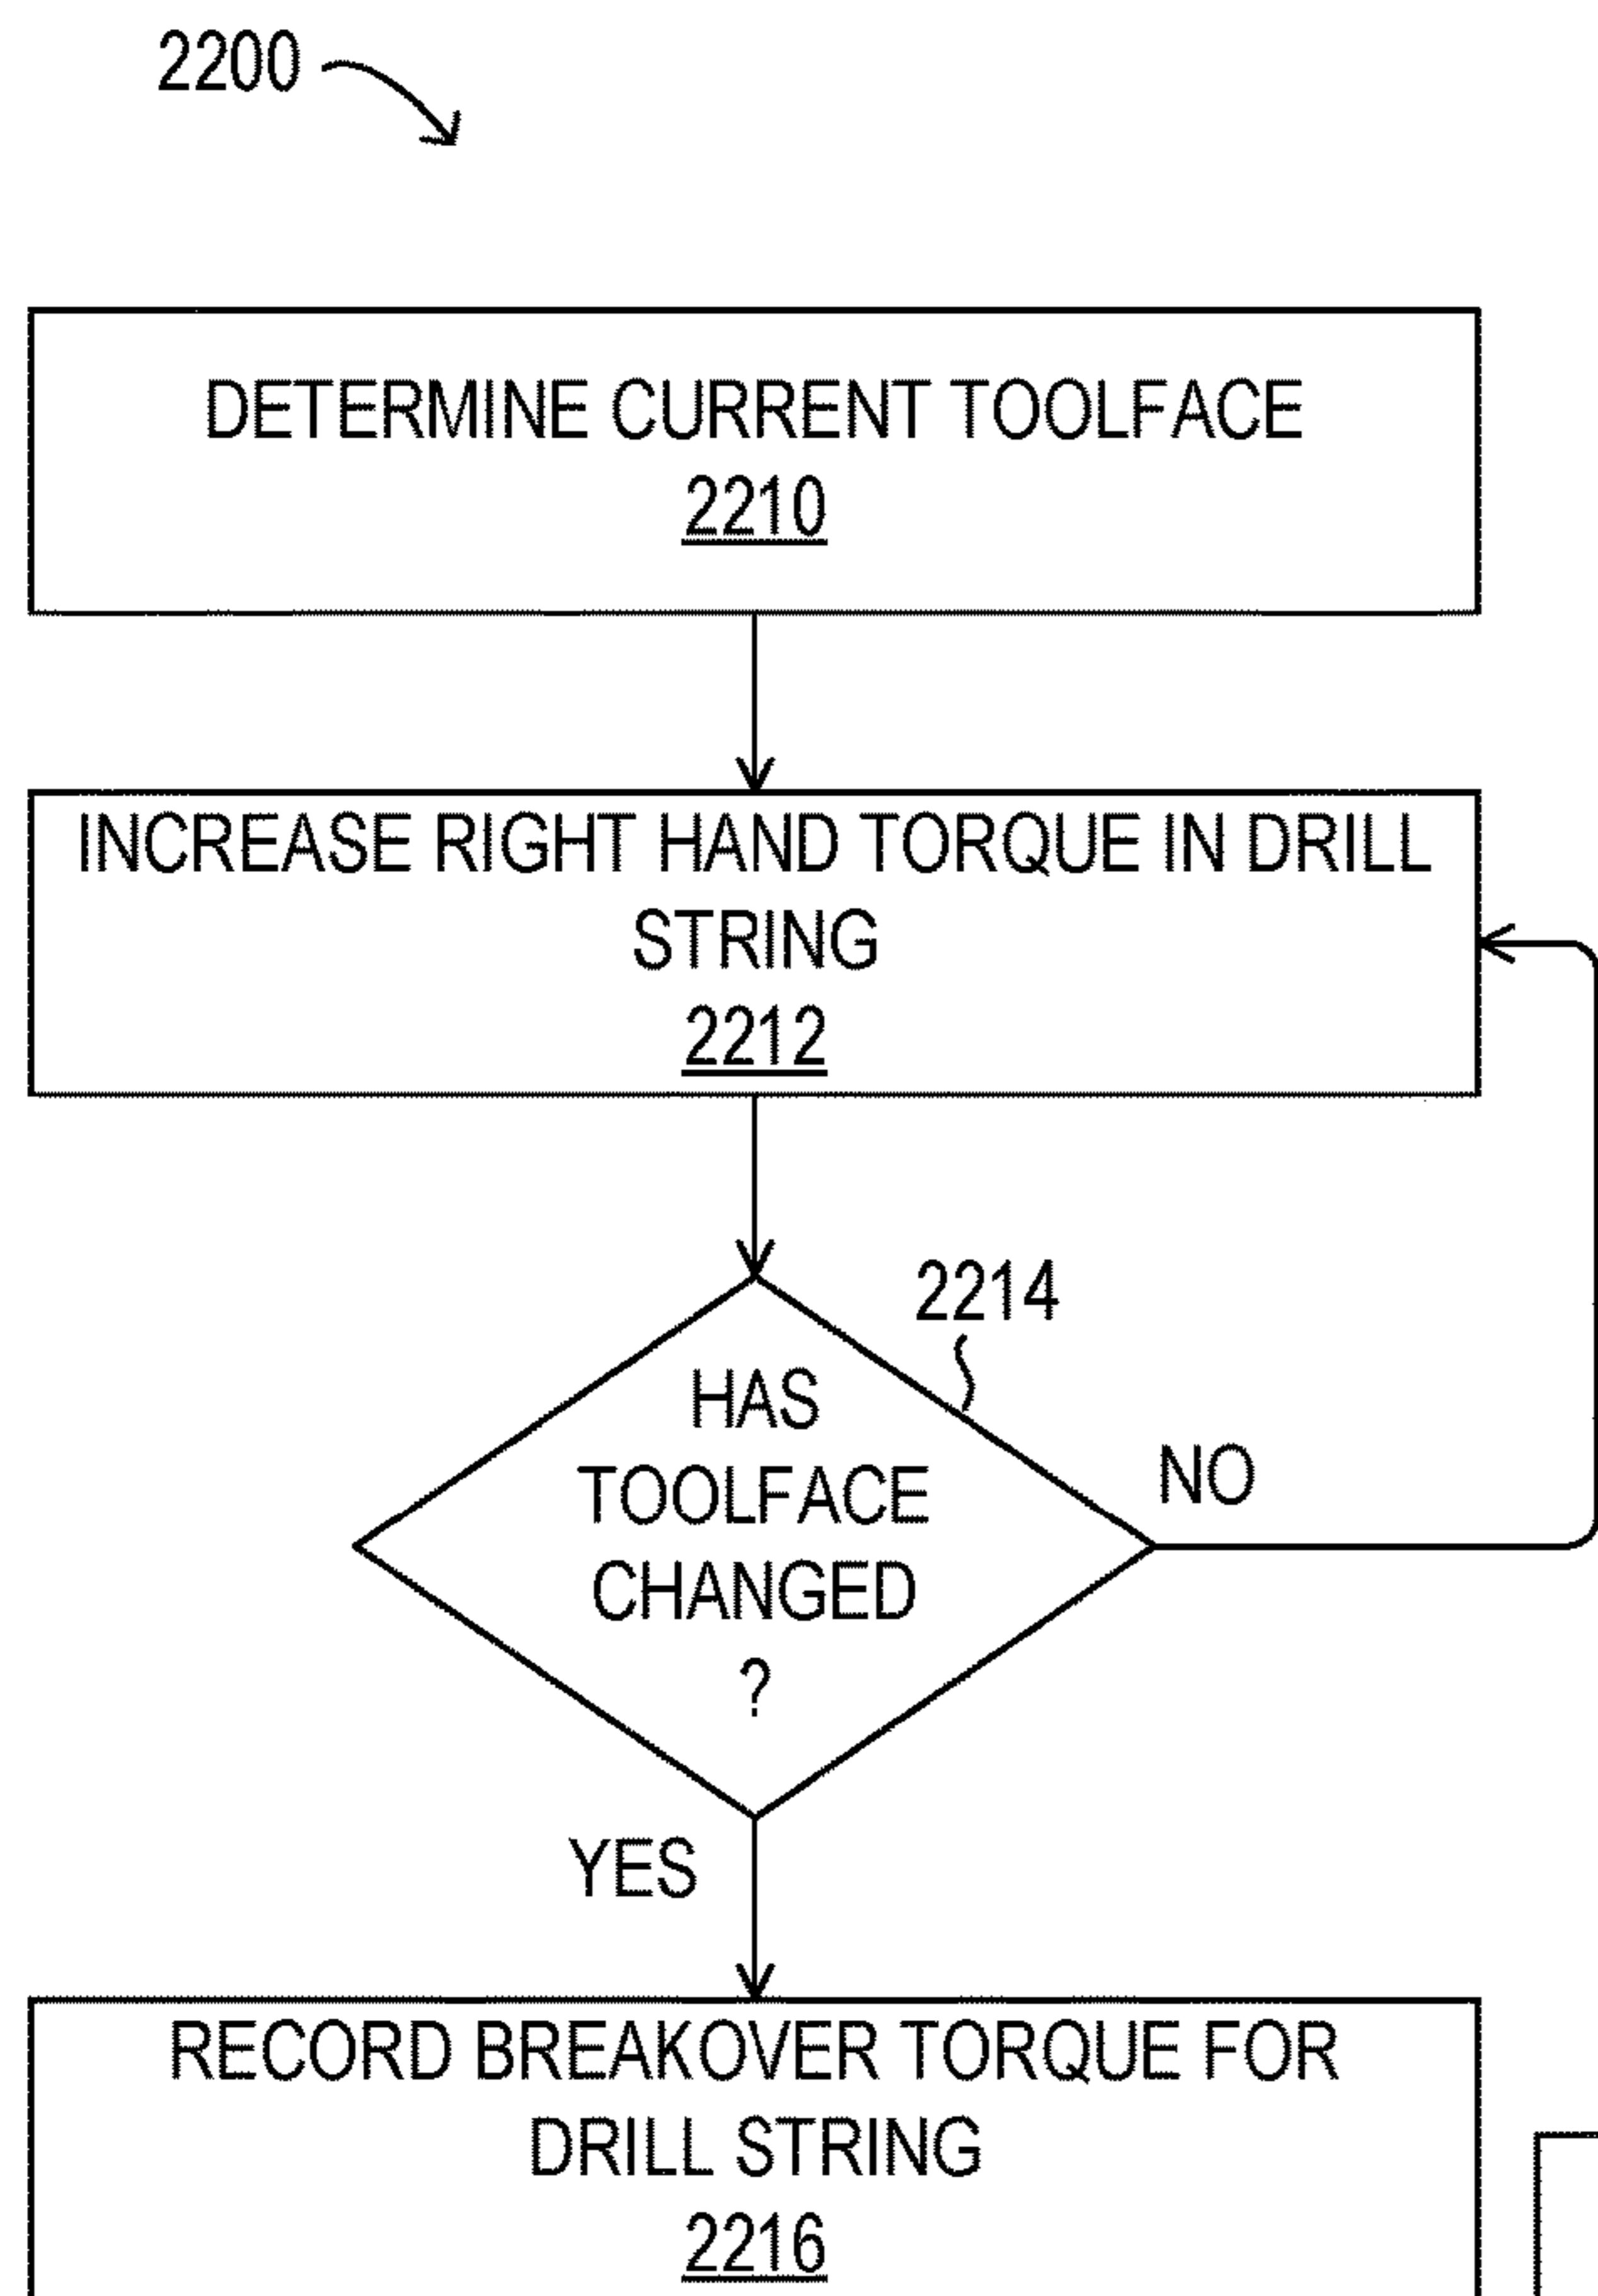 2200
DETERMINE CURRENT TOOLFACE
2210
INCREASE RIGHT HAND TORQUE IN DRILL
STRING
2212
2214
HAS
TOOLFACE
CHANGED
?
NO
YES
RECORD BREAKOVER TORQUE FOR
DRILL STRING
2216